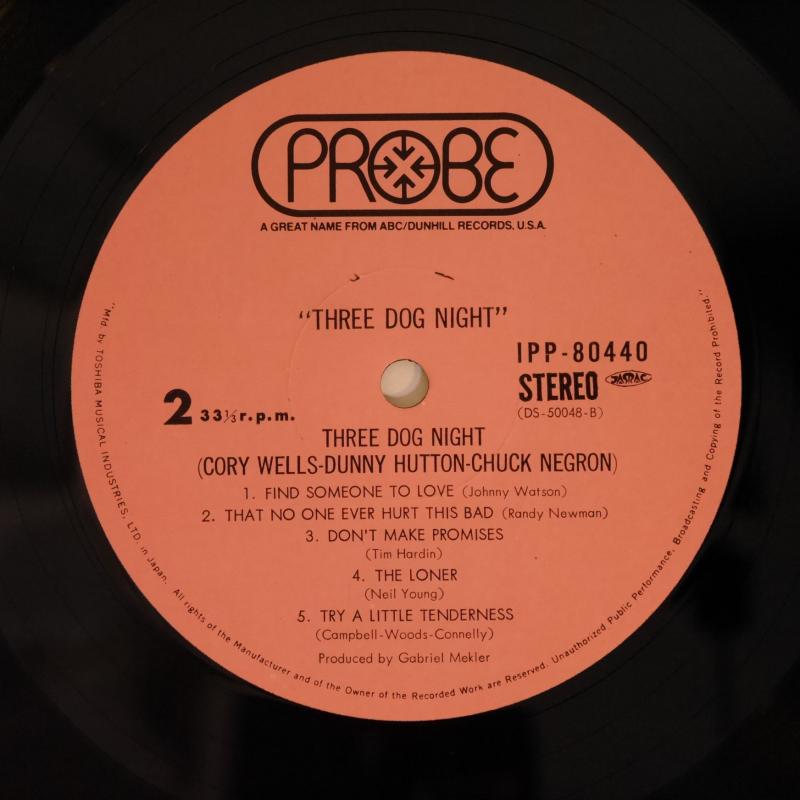 PROBE
A GREAT NAME FROM ABC/DUNHILL RECORDS, U.S.A.
"THREE DOG NIGHT"
IPP-80440
STEREO JASRAC
(DS-50048-B)
2 33⅓ r.p.m.
THREE DOG NIGHT
(CORY WELLS-DUNNY HUTTON-CHUCK NEGRON)
1. FIND SOMEONE TO LOVE (Johnny Watson)
2. THAT NO ONE EVER HURT THIS BAD (Randy Newman)
3. DON'T MAKE PROMISES
(Tim Hardin)
4. THE LONER
(Neil Young)
5. TRY A LITTLE TENDERNESS
(Campbell-Woods-Connelly)
Produced by Gabriel Mekler
"Mfd. by TOSHIBA MUSICAL INDUSTRIES, LTD. in Japan. All rights of the Manufacturer and of the Owner of the Recorded Work are Reserved. Unauthorized Public Performance, Broadcasting and Copying of the Record Prohibited."